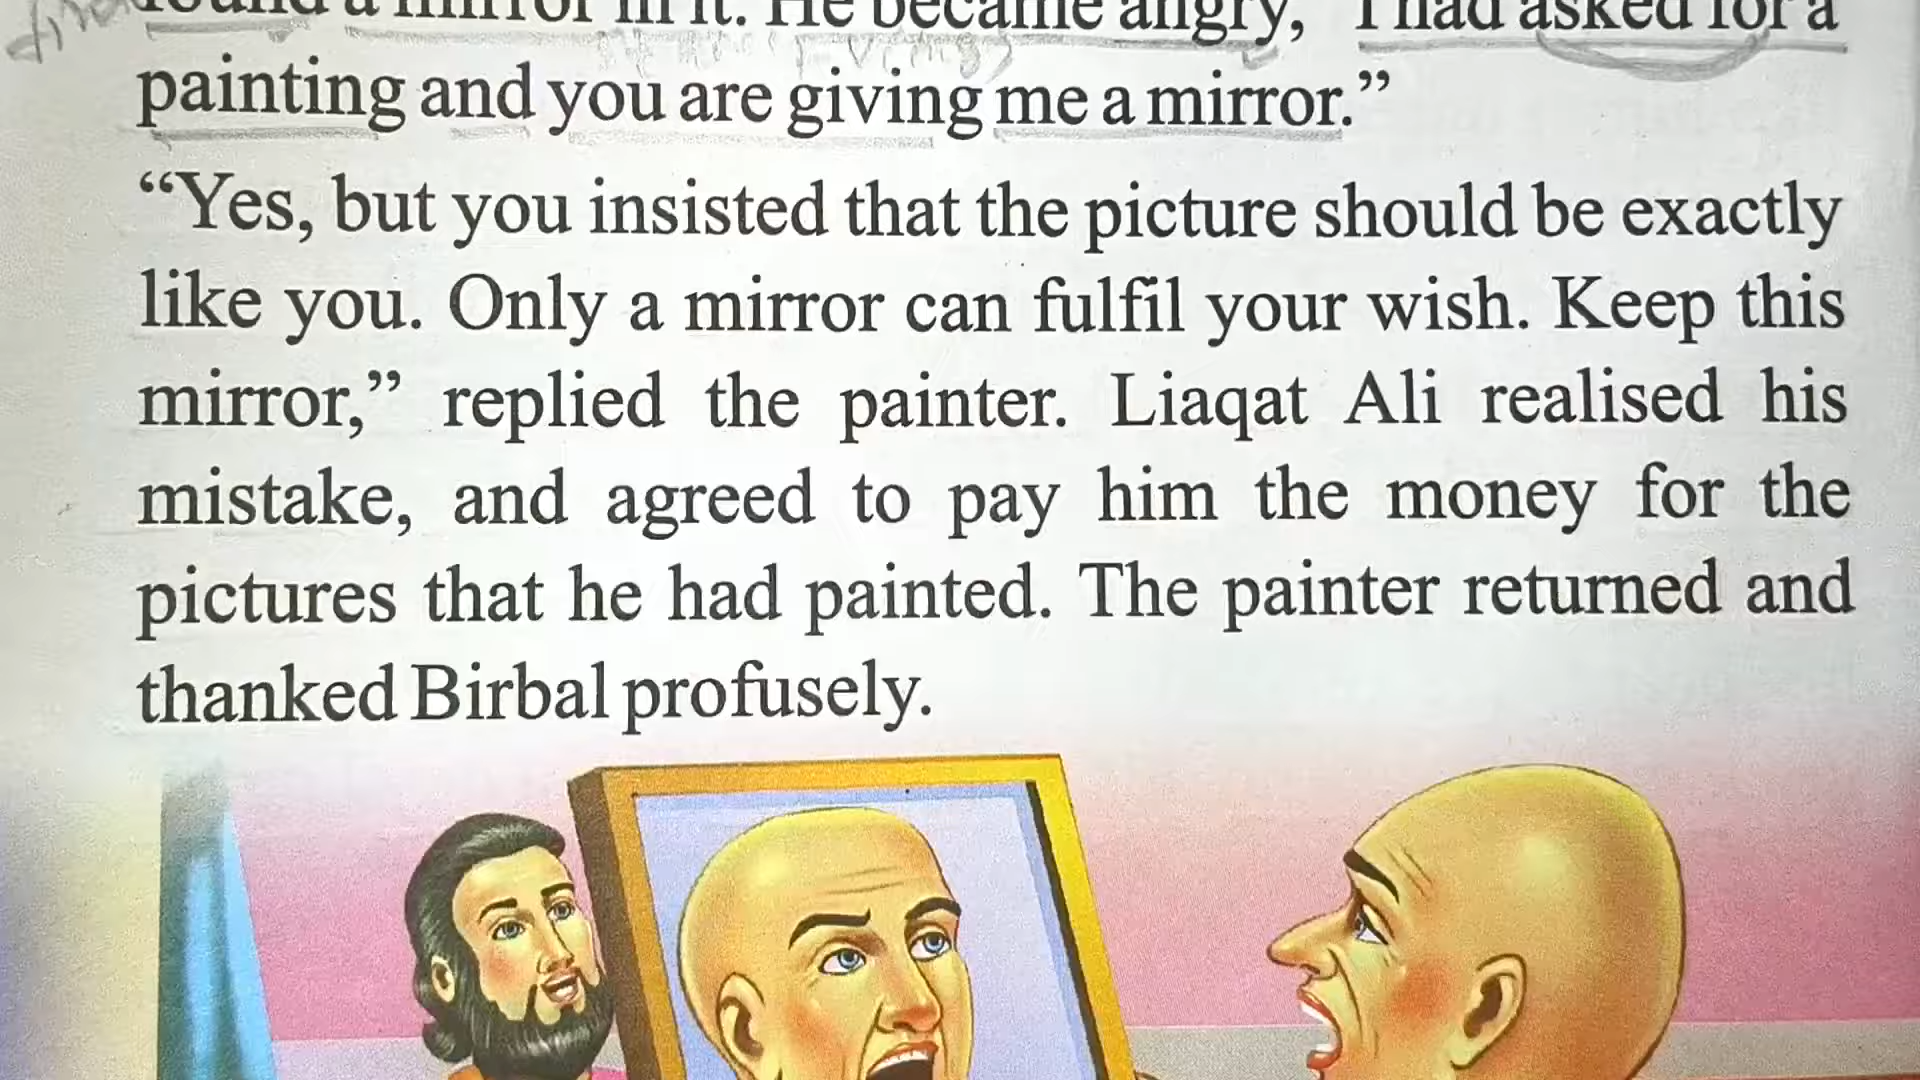 found a mirror in it. He became angry, "I had asked for a
painting and you are giving me a mirror.”
“Yes, but you insisted that the picture should be exactly
like you. Only a mirror can fulfil your wish. Keep this
mirror,” replied the painter. Liaqat Ali realised his
mistake, and agreed to pay him the money for the
pictures that he had painted. The painter returned and
thanked Birbal profusely.